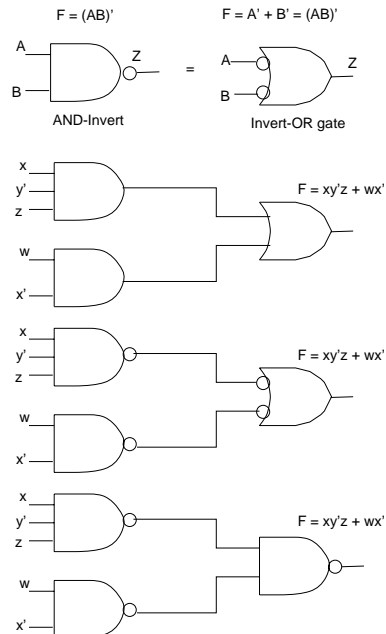 F = (AB)' F = A' + B' = (AB)'
A Z = A Z
B B
AND-Invert Invert-OR gate
x
y' F = xy'z + wx'
z
w
x'
x
y' F = xy'z + wx'
z
w
x'
x
y' F = xy'z + wx'
z
w
x'